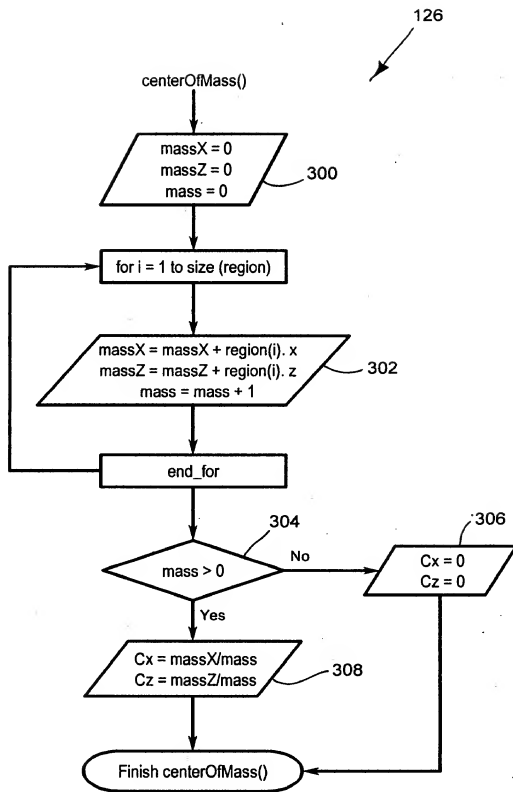 126
centerOfMass()
massX = 0
massZ = 0
mass = 0
300
for i = 1 to size (region)
massX = massX + region(i). x
massZ = massZ + region(i). z
mass = mass + 1
302
end_for
304
306
mass > 0
No
Cx = 0
Cz = 0
Yes
Cx = massX/mass
Cz = massZ/mass
308
Finish centerOfMass()